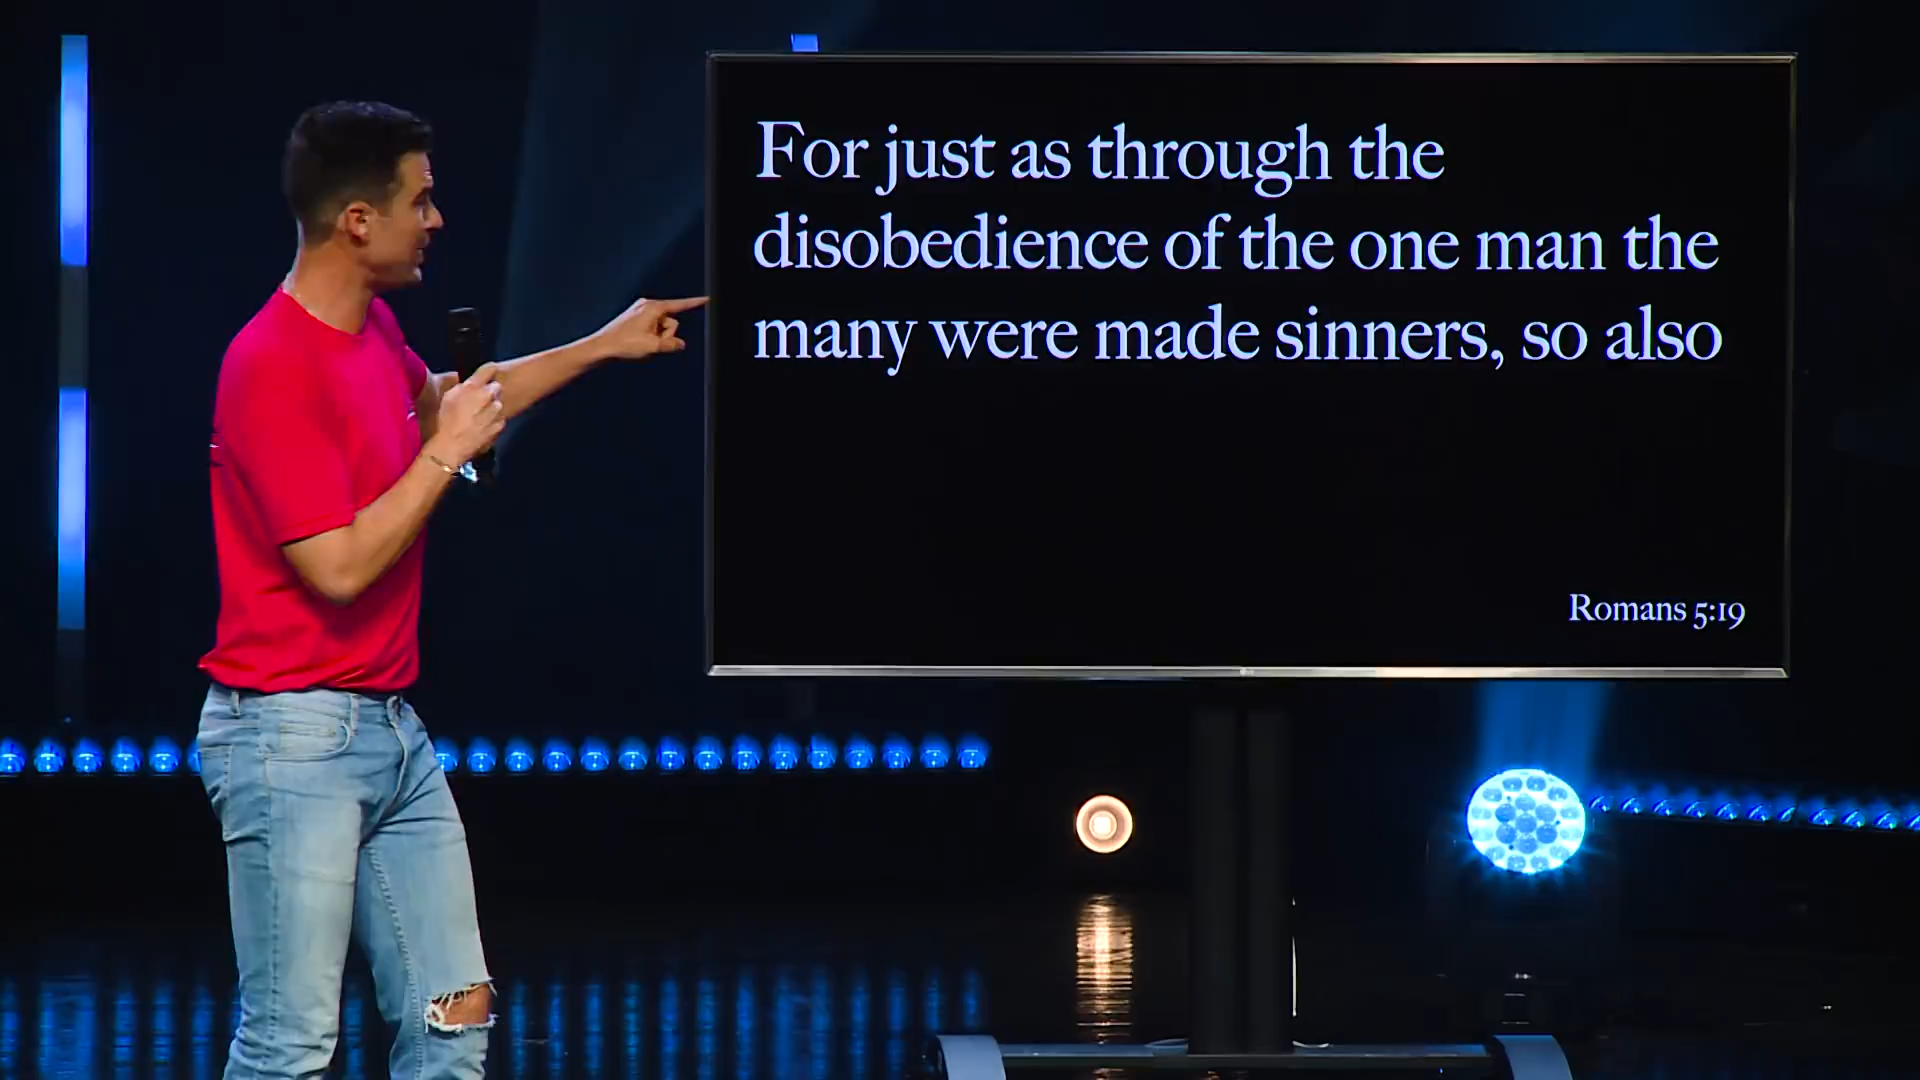 For just as through the
disobedience of the one man the
many were made sinners, so also
Romans 5:19